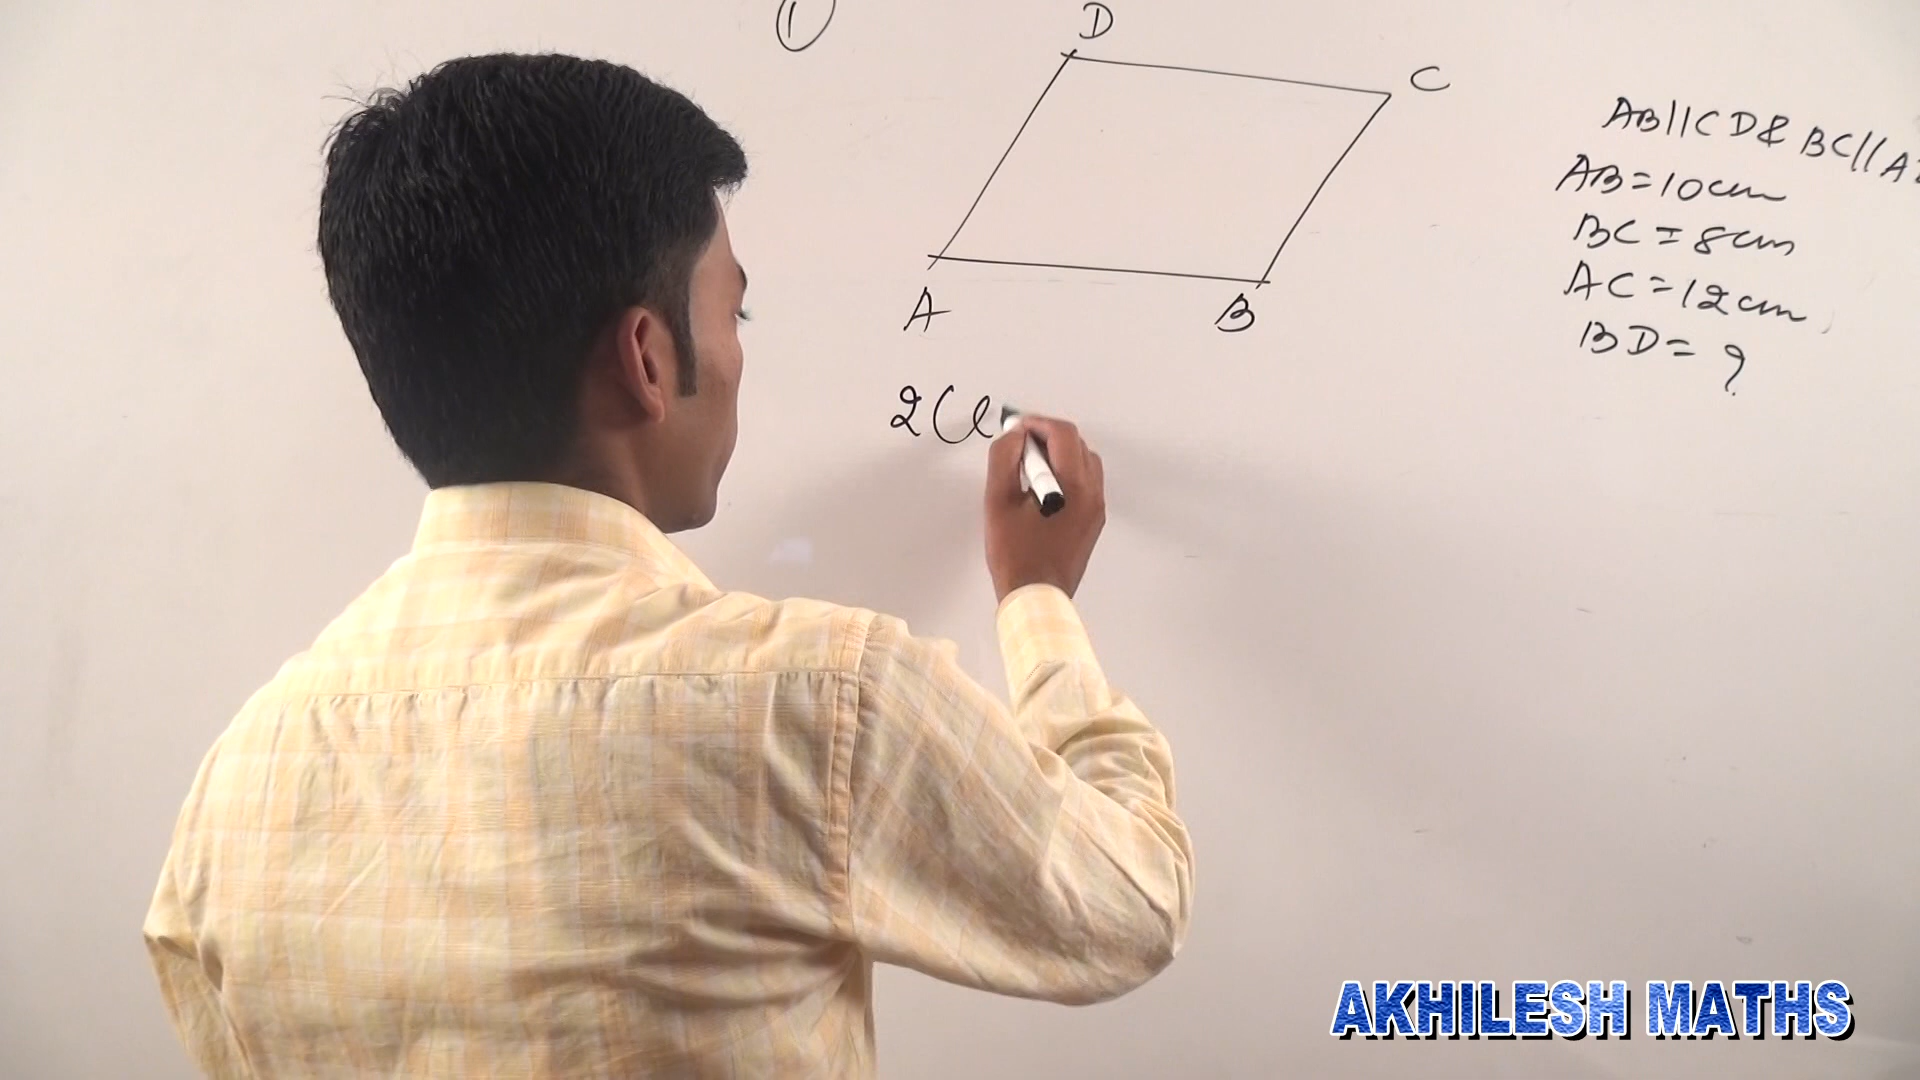 1
D
C
A
B
AB||CD & BC||A
AB=10cm
BC=8cm
AC=12cm
BD=?
2(l
AKHILESH MATHS